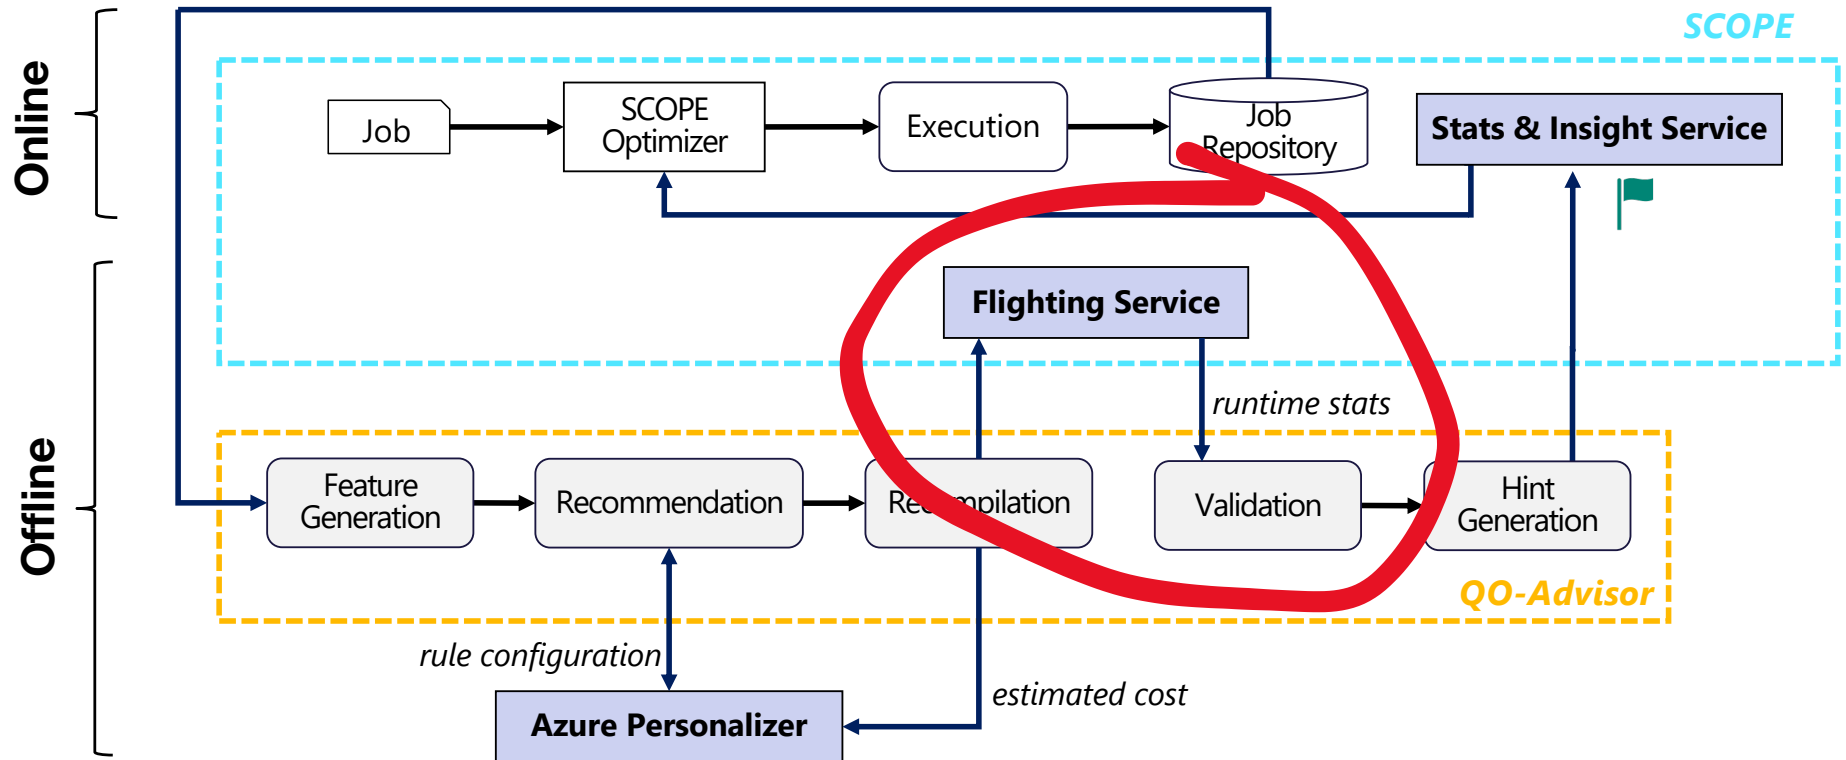 SCOPE
Online
Job
SCOPE
Optimizer
Execution
Job
Repository
Stats & Insight Service
Flighting Service
runtime stats
Offline
Feature
Generation
Recommendation
Recompilation
Validation
Hint
Generation
QO-Advisor
rule configuration
estimated cost
Azure Personalizer